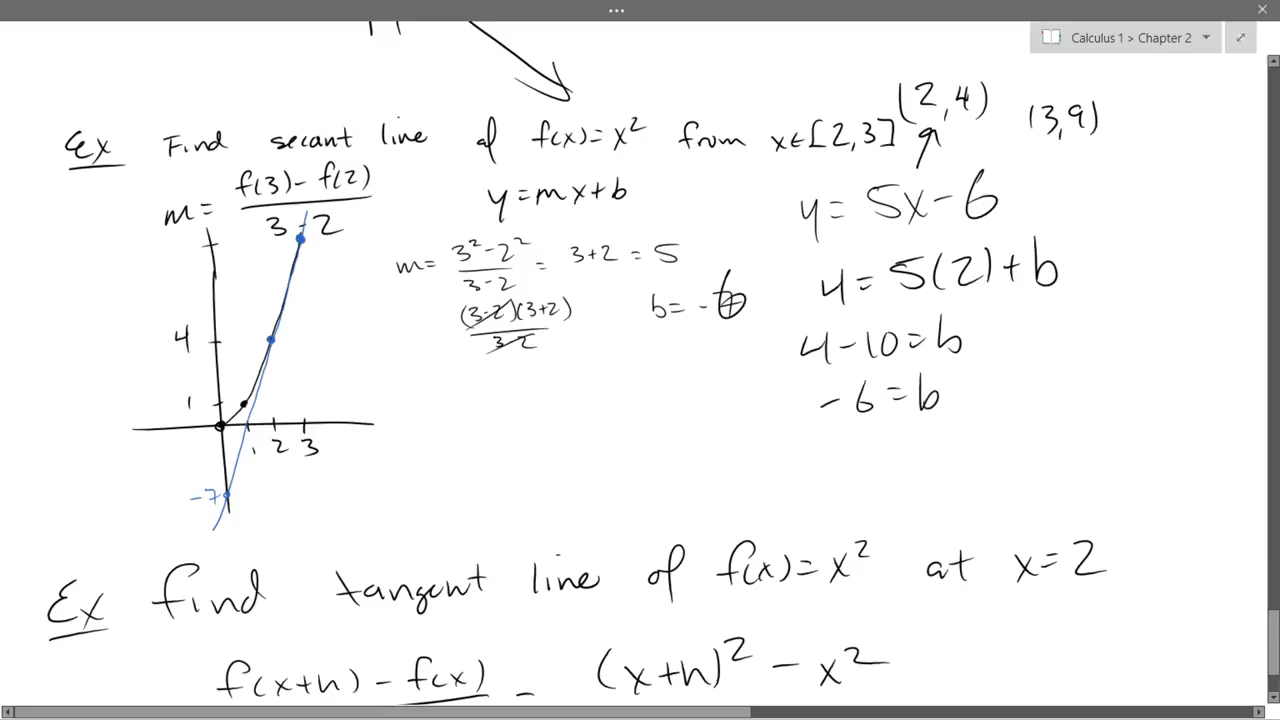 Calculus 1 > Chapter 2
(2,4) (3,9)
Ex Find secant line of f(x)=x² from x∈[2,3]
m= f(3)-f(2) / 3-2
y=mx+b
y= 5x-6
m= 3²-2² / 3-2 = 3+2 = 5
(3-2)(3+2) / 3-2
b= -6
4=5(2)+b
4-10=b
-6=b
4
1
1 2 3
-7
Ex Find tangent line of f(x)=x² at x=2
f(x+h)-f(x) = (x+h)²-x²